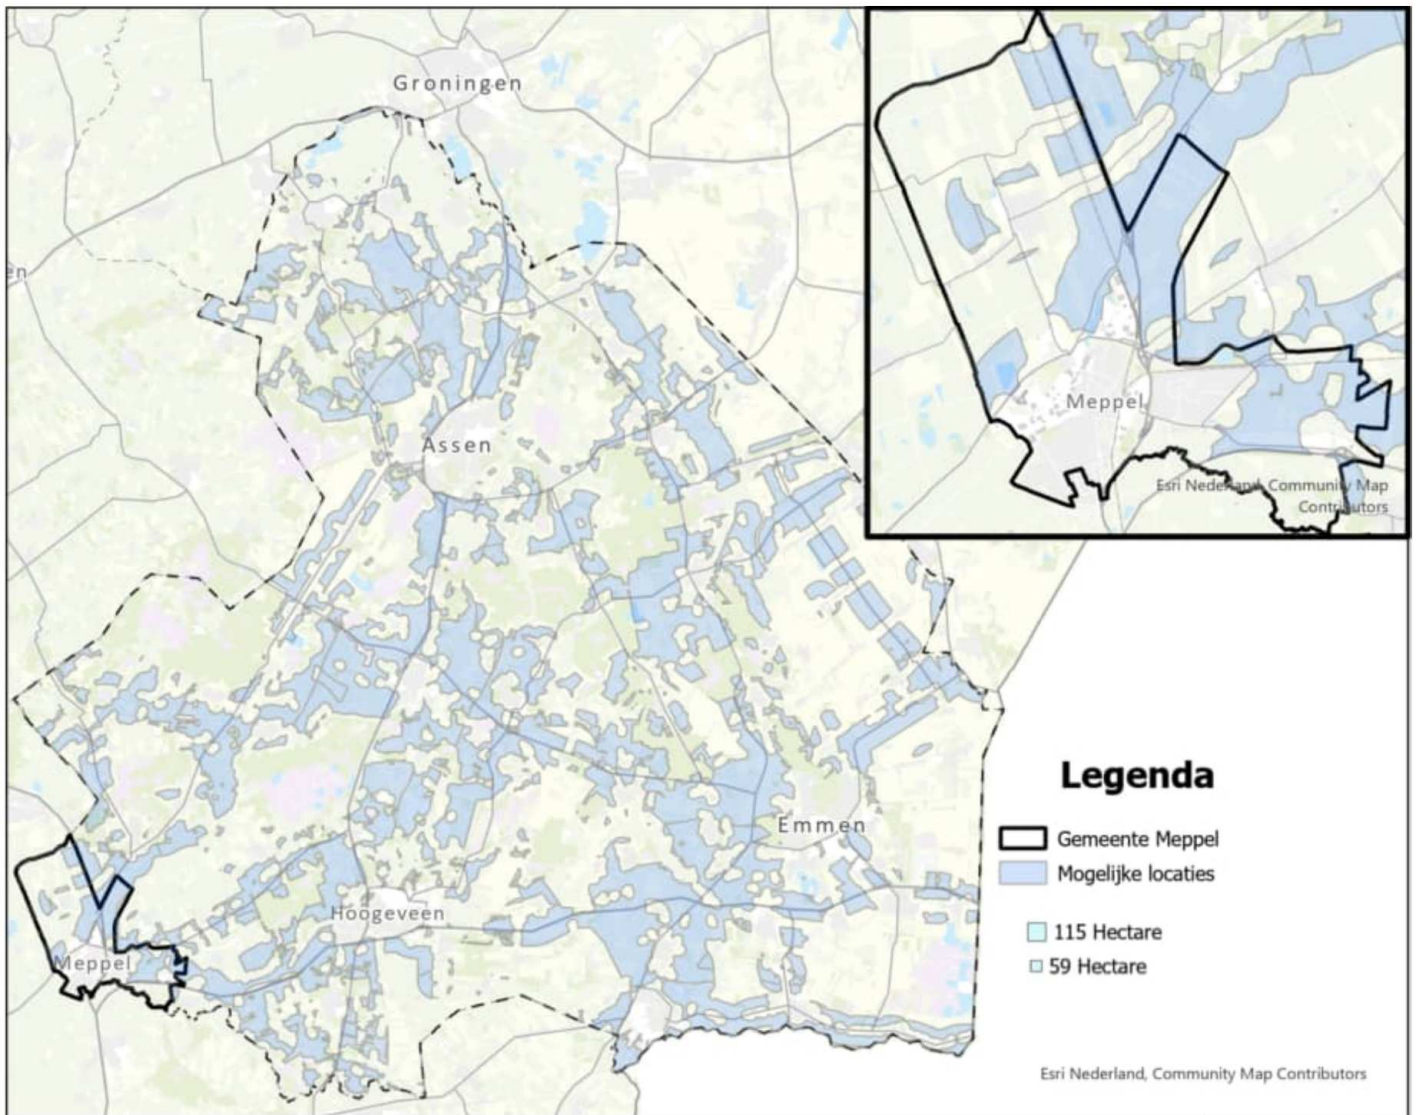 Groningen
en
Assen
Meppel
Esri Nederland, Community Map
Contributors
Emmen
Hoogeveen
Meppel
Legenda
Gemeente Meppel
Mogelijke locaties
115 Hectare
59 Hectare
Esri Nederland, Community Map Contributors